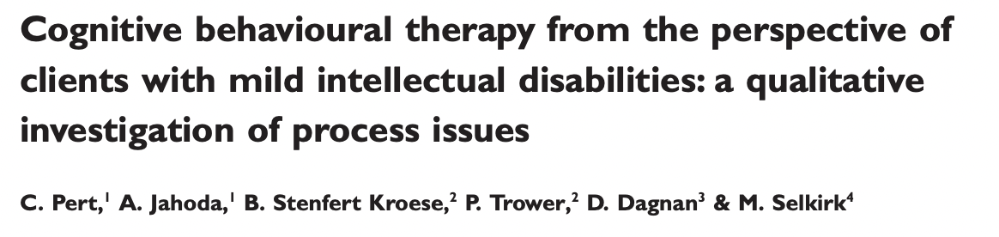 Cognitive behavioural therapy from the perspective of
clients with mild intellectual disabilities: a qualitative
investigation of process issues
C. Pert,¹ A. Jahoda,¹ B. Stenfert Kroese,² P. Trower,² D. Dagnan³ & M. Selkirk⁴